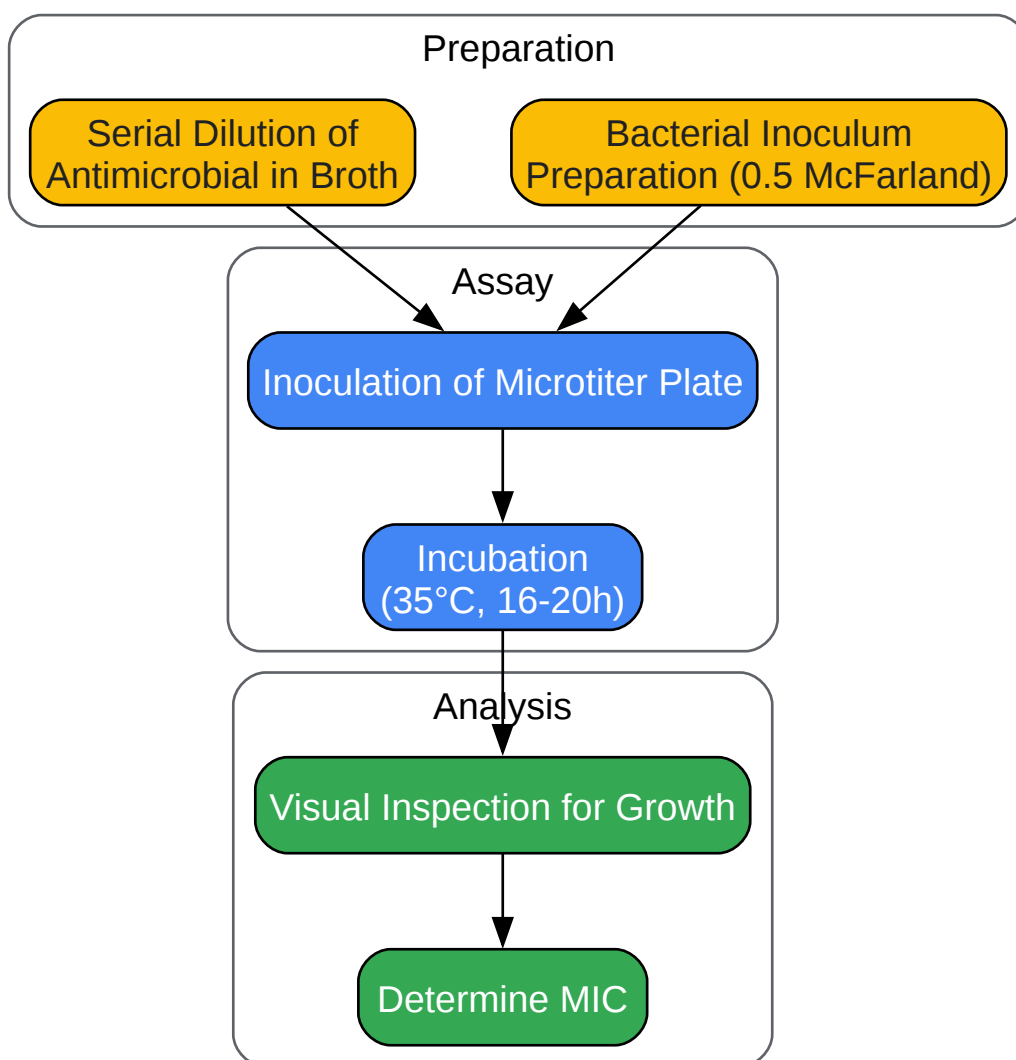 Preparation
Serial Dilution of
Antimicrobial in Broth
Bacterial Inoculum
Preparation (0.5 McFarland)
Assay
Inoculation of Microtiter Plate
Incubation
(35°C, 16-20h)
Analysis
Visual Inspection for Growth
Determine MIC